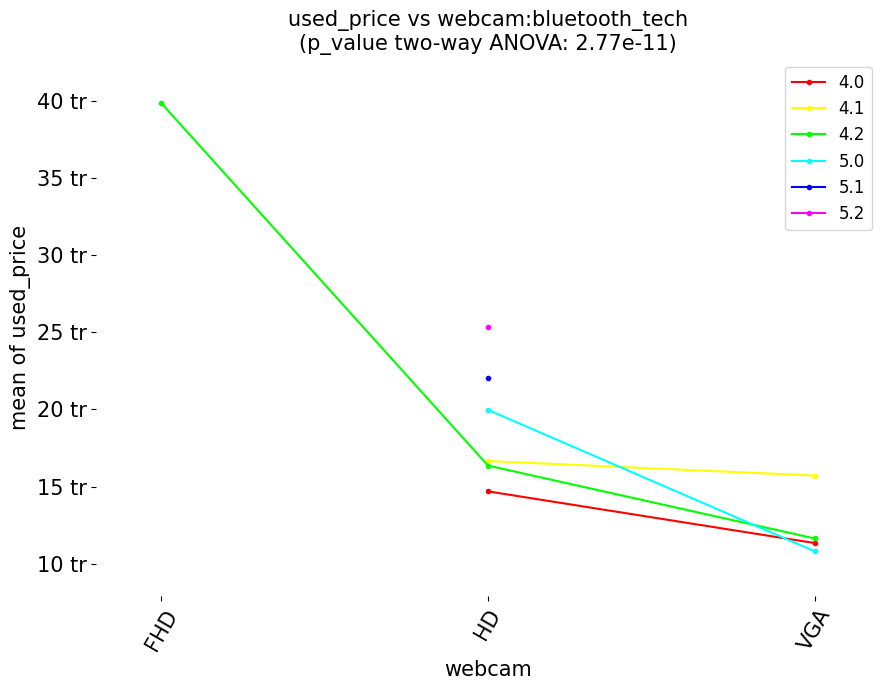 used_price vs webcam:bluetooth_tech
(p_value two-way ANOVA: 2.77e-11)
4.0
4.1
4.2
5.0
5.1
5.2
40 tr
35 tr
30 tr
25 tr
20 tr
15 tr
10 tr
mean of used_price
FHD
HD
VGA
webcam